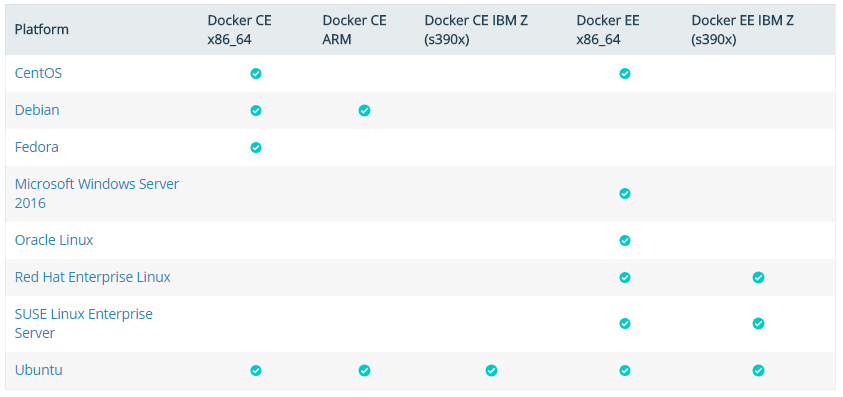 Platform Docker CE x86_64 Docker CE ARM Docker CE IBM Z (s390x) Docker EE x86_64 Docker EE IBM Z (s390x)
CentOS
Debian
Fedora
Microsoft Windows Server
2016
Oracle Linux
Red Hat Enterprise Linux
SUSE Linux Enterprise
Server
Ubuntu